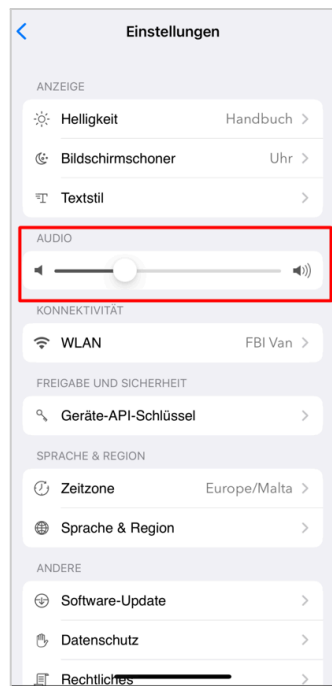 Einstellungen
ANZEIGE
Helligkeit Handbuch
Bildschirmschoner Uhr
Textstil
AUDIO
KONNEKTIVITÄT
WLAN FBI Van
FREIGABE UND SICHERHEIT
Geräte-API-Schlüssel
SPRACHE & REGION
Zeitzone Europe/Malta
Sprache & Region
ANDERE
Software-Update
Datenschutz
Rechtliches